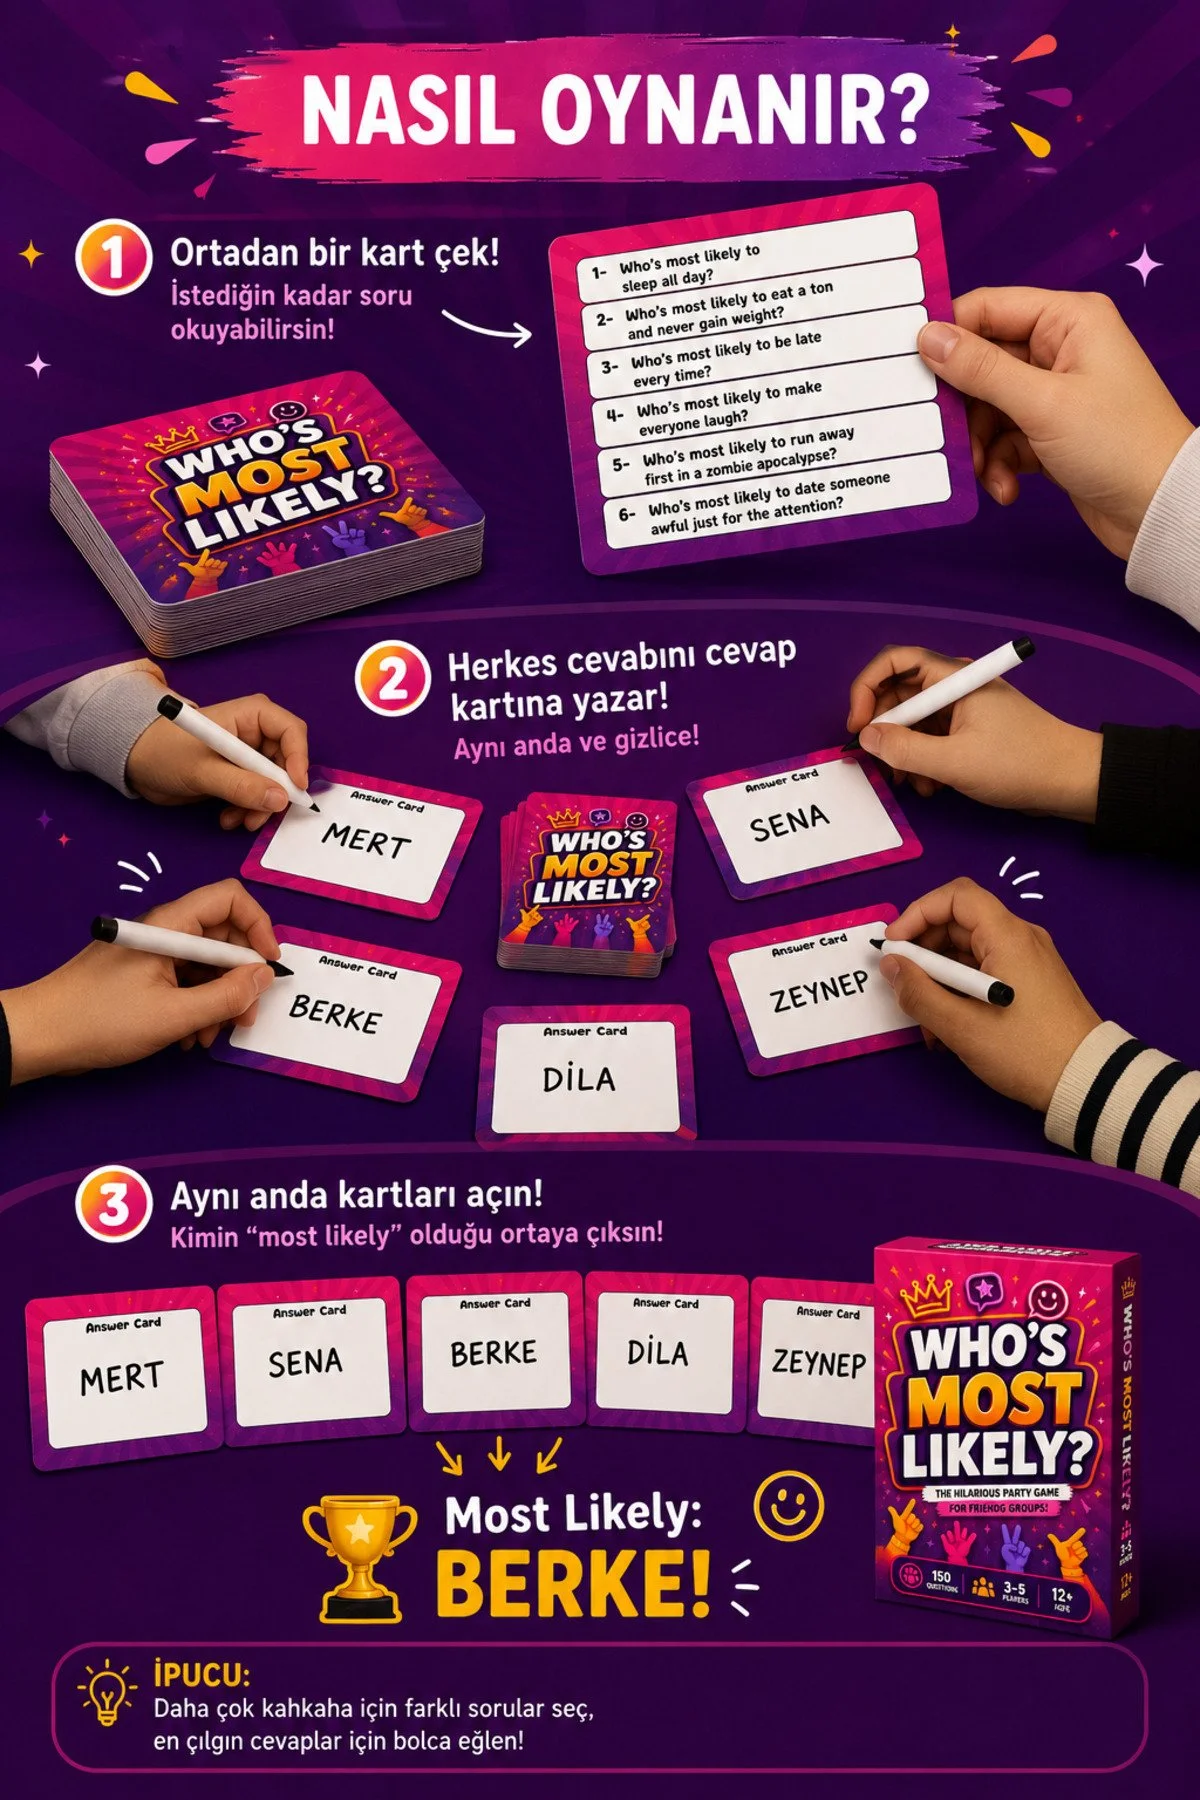 NASIL OYNANIR?
1
Ortadan bir kart çek!
İstediğin kadar soru
okuyabilirsin!
1- Who's most likely to
sleep all day?
2- Who's most likely to eat a ton
and never gain weight?
3- Who's most likely to be late
every time?
4- Who's most likely to make
everyone laugh?
5- Who's most likely to run away
first in a zombie apocalypse?
6- Who's most likely to date someone
awful just for the attention?
WHO'S
MOST
LIKELY?
2
Herkes cevabını cevap
kartına yazar!
Aynı anda ve gizlice!
Answer Card
MERT
Answer Card
SENA
WHO'S
MOST
LIKELY?
Answer Card
BERKE
Answer Card
ZEYNEP
Answer Card
DİLA
3
Aynı anda kartları açın!
Kimin “most likely” olduğu ortaya çıksın!
Answer Card
MERT
Answer Card
SENA
Answer Card
BERKE
Answer Card
DİLA
Answer Card
ZEYNEP
WHO'S
MOST
LIKELY?
THE HILARIOUS PARTY GAME
FOR FRIENDG GROUPS!
150
3-5
PLAYERS
12+
WHO'S MOST LIKELY?
3-5
12+
Most Likely:
BERKE!
İPUCU:
Daha çok kahkaha için farklı sorular seç,
en çılgın cevaplar için bolca eğlen!